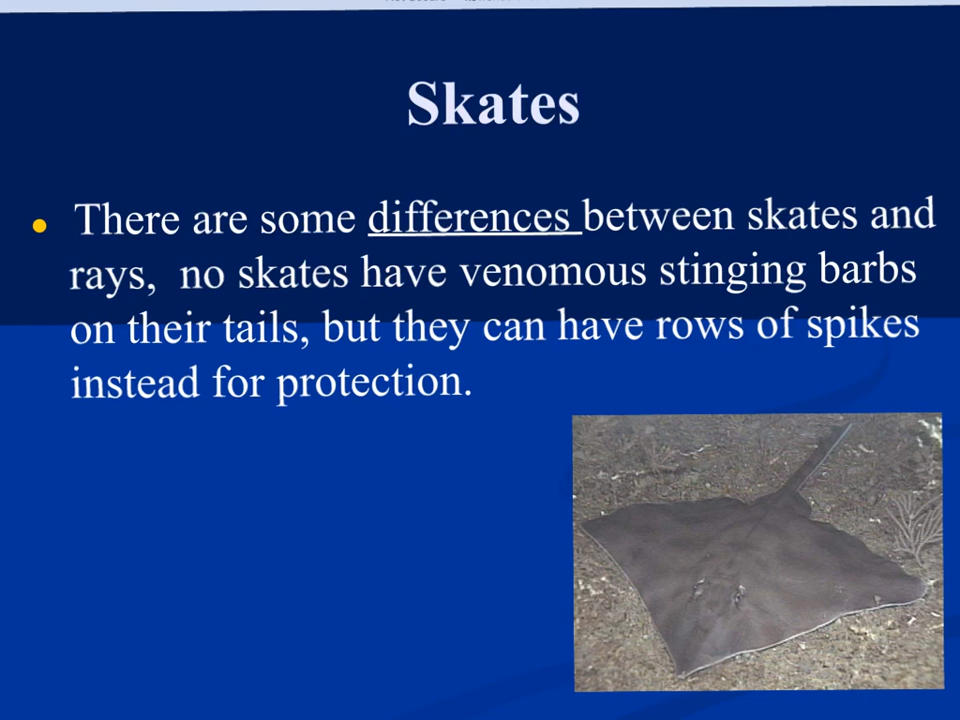 Skates
There are some differences between skates and
rays, no skates have venomous stinging barbs
on their tails, but they can have rows of spikes
instead for protection.